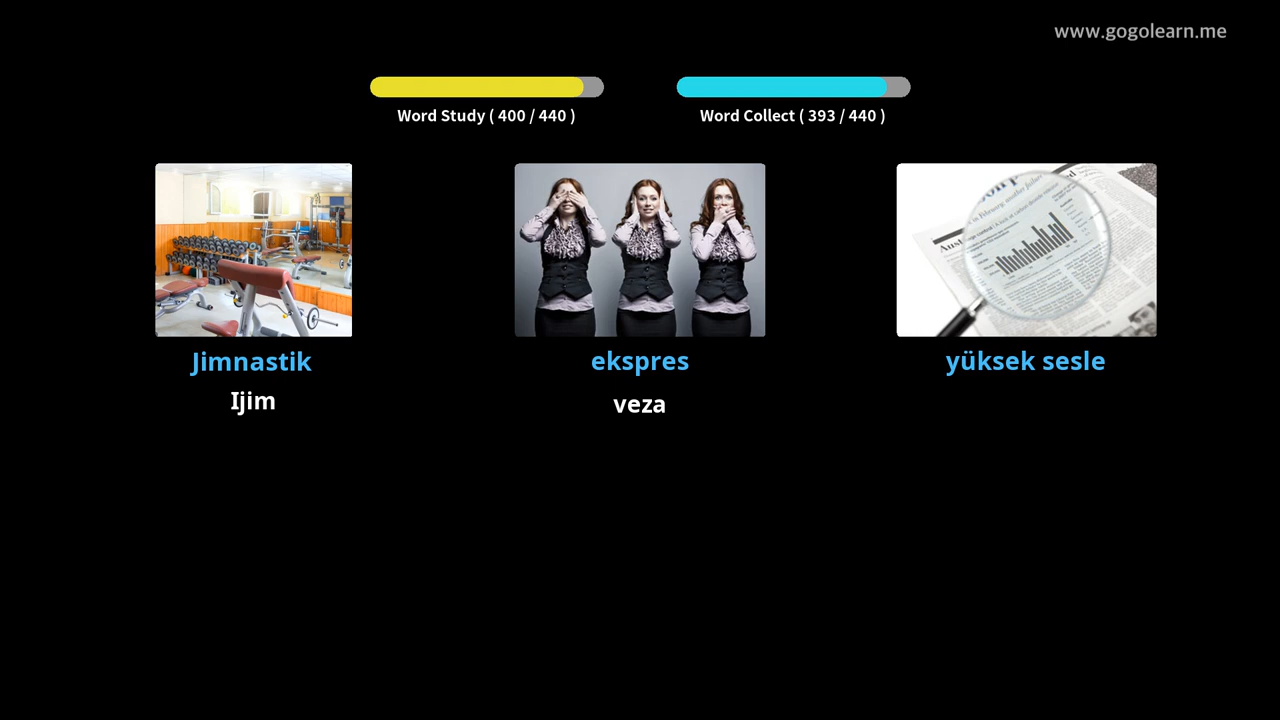 www.gogolearn.me
Word Study ( 400 / 440 )
Word Collect ( 393 / 440 )
Jimnastik
ekspres
yüksek sesle
Ijim
veza